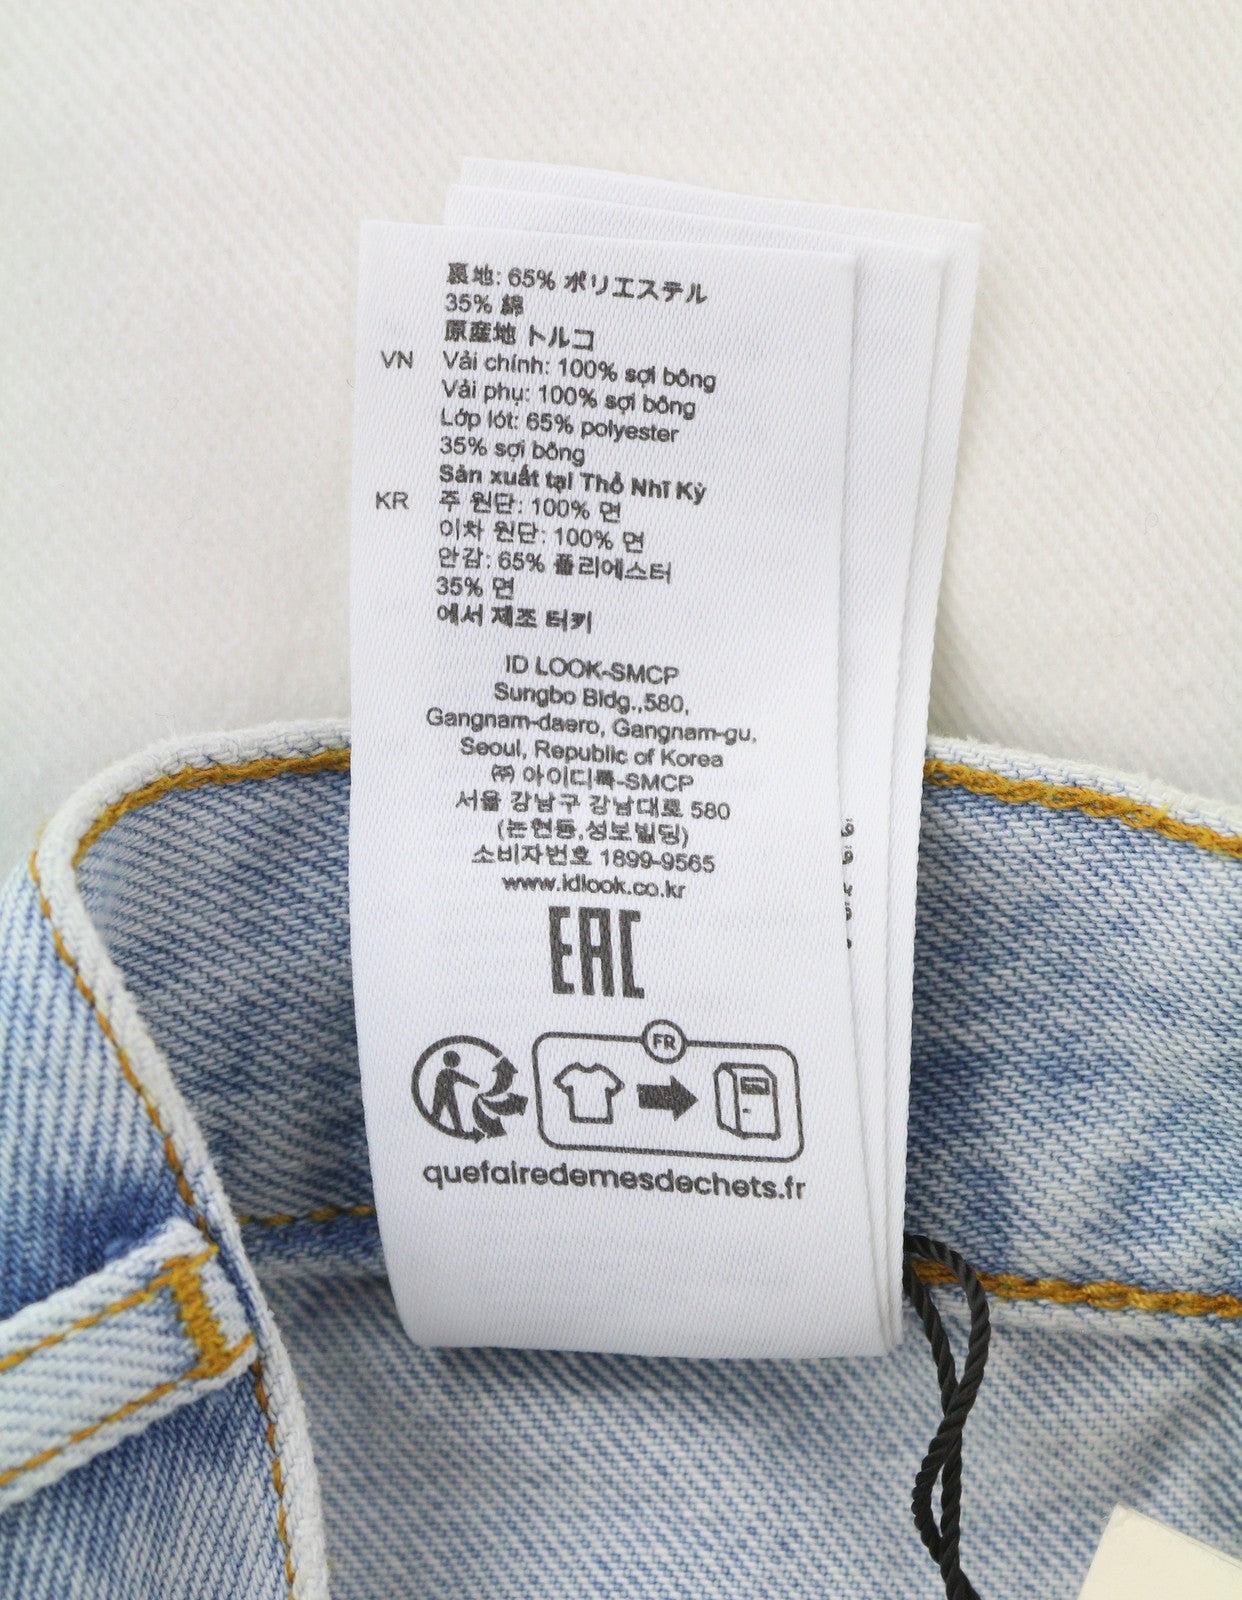 裏地: 65% ポリエステル
35% 綿
原産地 トルコ
VN Vải chính: 100% sợi bông
Vải phụ: 100% sợi bông
Lớp lót: 65% polyester
35% sợi bông
Sản xuất tại Thổ Nhĩ Kỳ
KR 주 원단: 100% 면
이차 원단: 100% 면
안감: 65% 폴리에스터
35% 면
에서 제조 터키
ID LOOK-SMCP
Sungbo Bldg.,580,
Gangnam-daero, Gangnam-gu,
Seoul, Republic of Korea
㈜ 아이디룩-SMCP
서울 강남구 강남대로 580
(논현동.성보빌딩)
소비자번호 1899-9565
www.idlook.co.kr
EAC
FR
quefairedemesdechets.fr